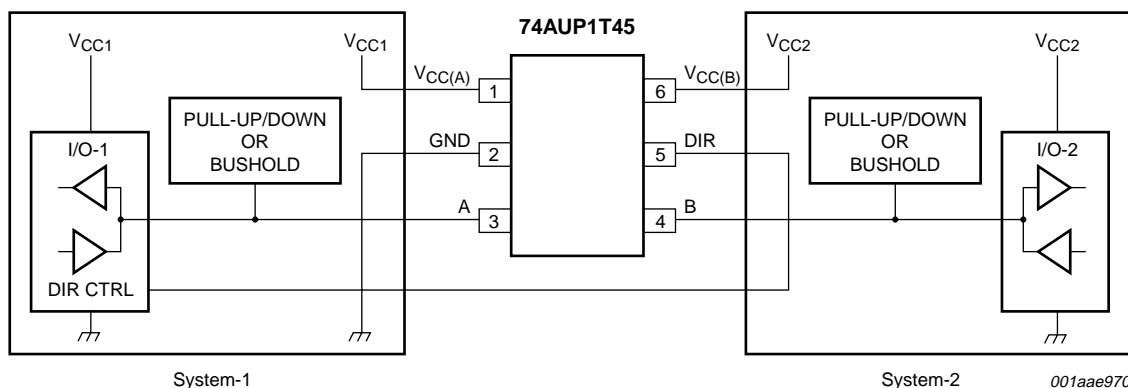 74AUP1T45
VCC1
VCC1
VCC(A)
1
6
VCC(B)
VCC2
VCC2
PULL-UP/DOWN
OR
BUSHOLD
PULL-UP/DOWN
OR
BUSHOLD
I/O-1
GND
2
5
DIR
I/O-2
A
3
4
B
DIR CTRL
System-1
System-2
001aae970